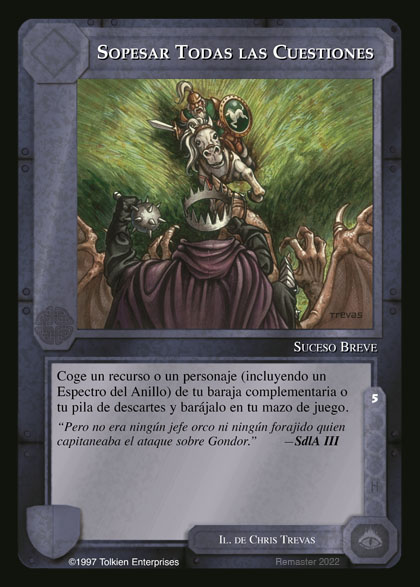 Sopesar Todas las Cuestiones
TREVAS
Suceso Breve
Coge un recurso o un personaje (incluyendo un
Espectro del Anillo) de tu baraja complementaria o
tu pila de descartes y barájalo en tu mazo de juego.
5
“Pero no era ningún jefe orco ni ningún forajido quien
capitaneaba el ataque sobre Gondor.” —SdlA III
H
Il. de Chris Trevas
©1997 Tolkien Enterprises
Remaster 2022